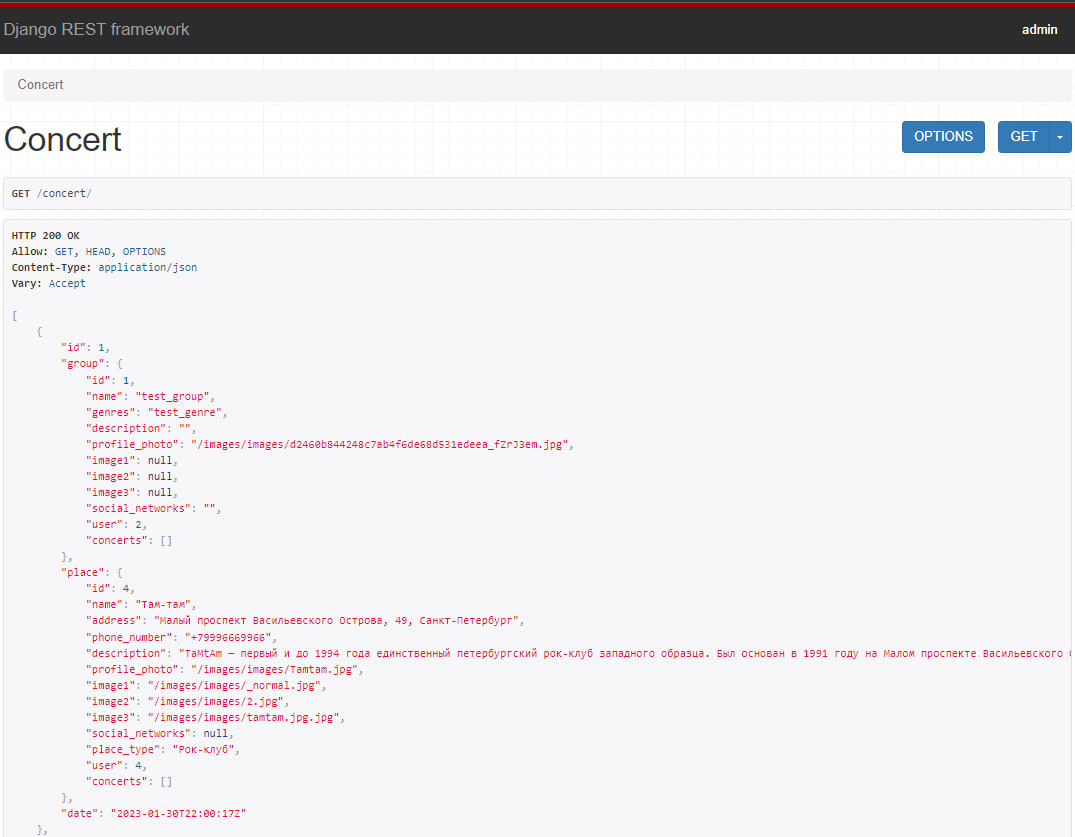 Django REST framework
admin
Concert
Concert
OPTIONS
GET
GET /concert/
HTTP 200 OK
Allow: GET, HEAD, OPTIONS
Content-Type: application/json
Vary: Accept
[
{
"id": 1,
"group": {
"id": 1,
"name": "test_group",
"genres": "test_genre",
"description": "",
"profile_photo": "/images/images/d2460b844248c7ab4f6de68d531edeea_fZrJ3em.jpg",
"image1": null,
"image2": null,
"image3": null,
"social_networks": "",
"user": 2,
"concerts": []
},
"place": {
"id": 4,
"name": "Там-там",
"address": "Малый проспект Васильевского Острова, 49, Санкт-Петербург",
"phone_number": "+79996669966",
"description": "TaMtAm — первый и до 1994 года единственный петербургский рок-клуб западного образца. Был основан в 1991 году на Малом проспекте Васильевского
"profile_photo": "/images/images/Tamtam.jpg",
"image1": "/images/images/_normal.jpg",
"image2": "/images/images/2.jpg",
"image3": "/images/images/tamtam.jpg.jpg",
"social_networks": null,
"place_type": "Рок-клуб",
"user": 4,
"concerts": []
},
"date": "2023-01-30T22:00:17Z"
},